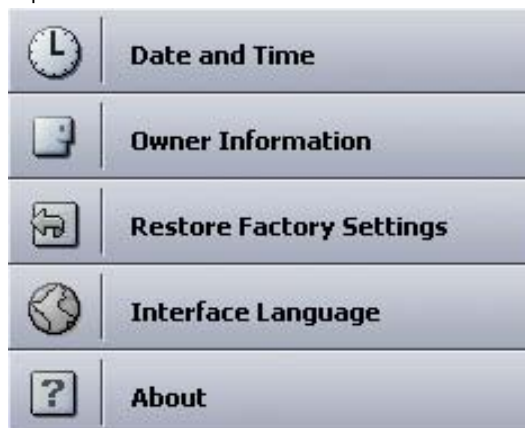 Date and Time
Owner Information
Restore Factory Settings
Interface Language
? About